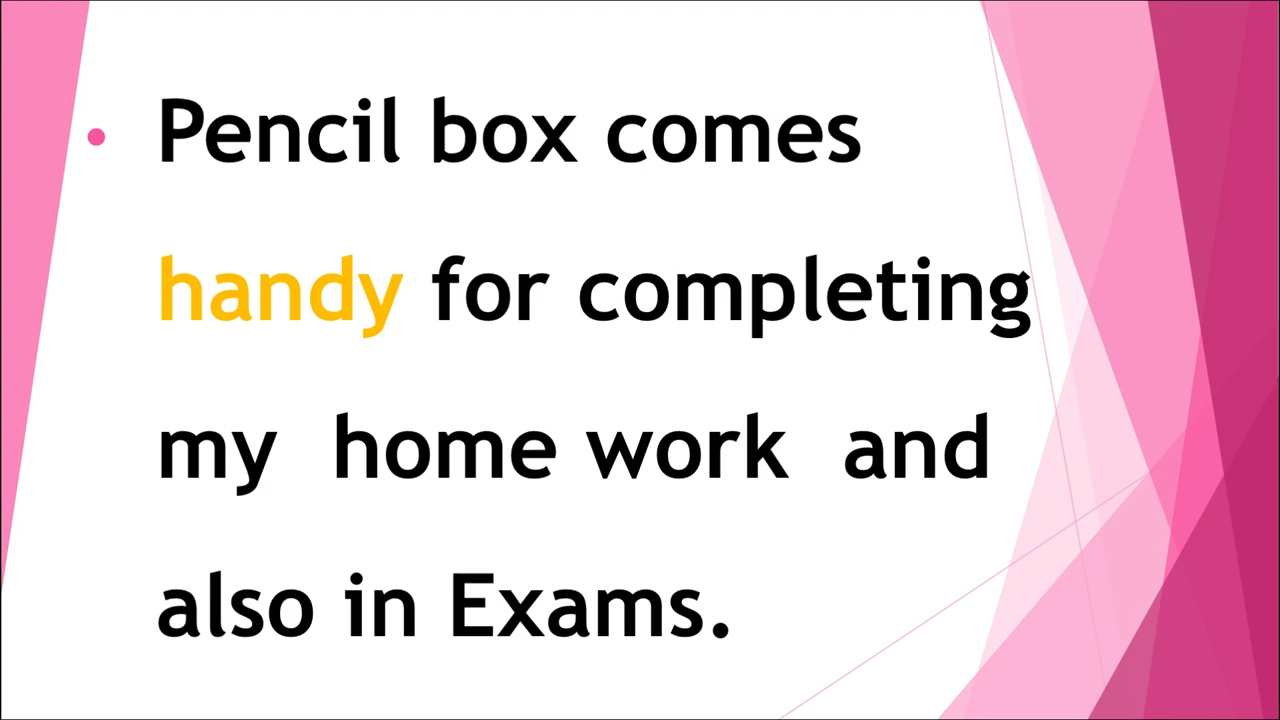 • Pencil box comes
handy for completing
my  home work  and
also in Exams.